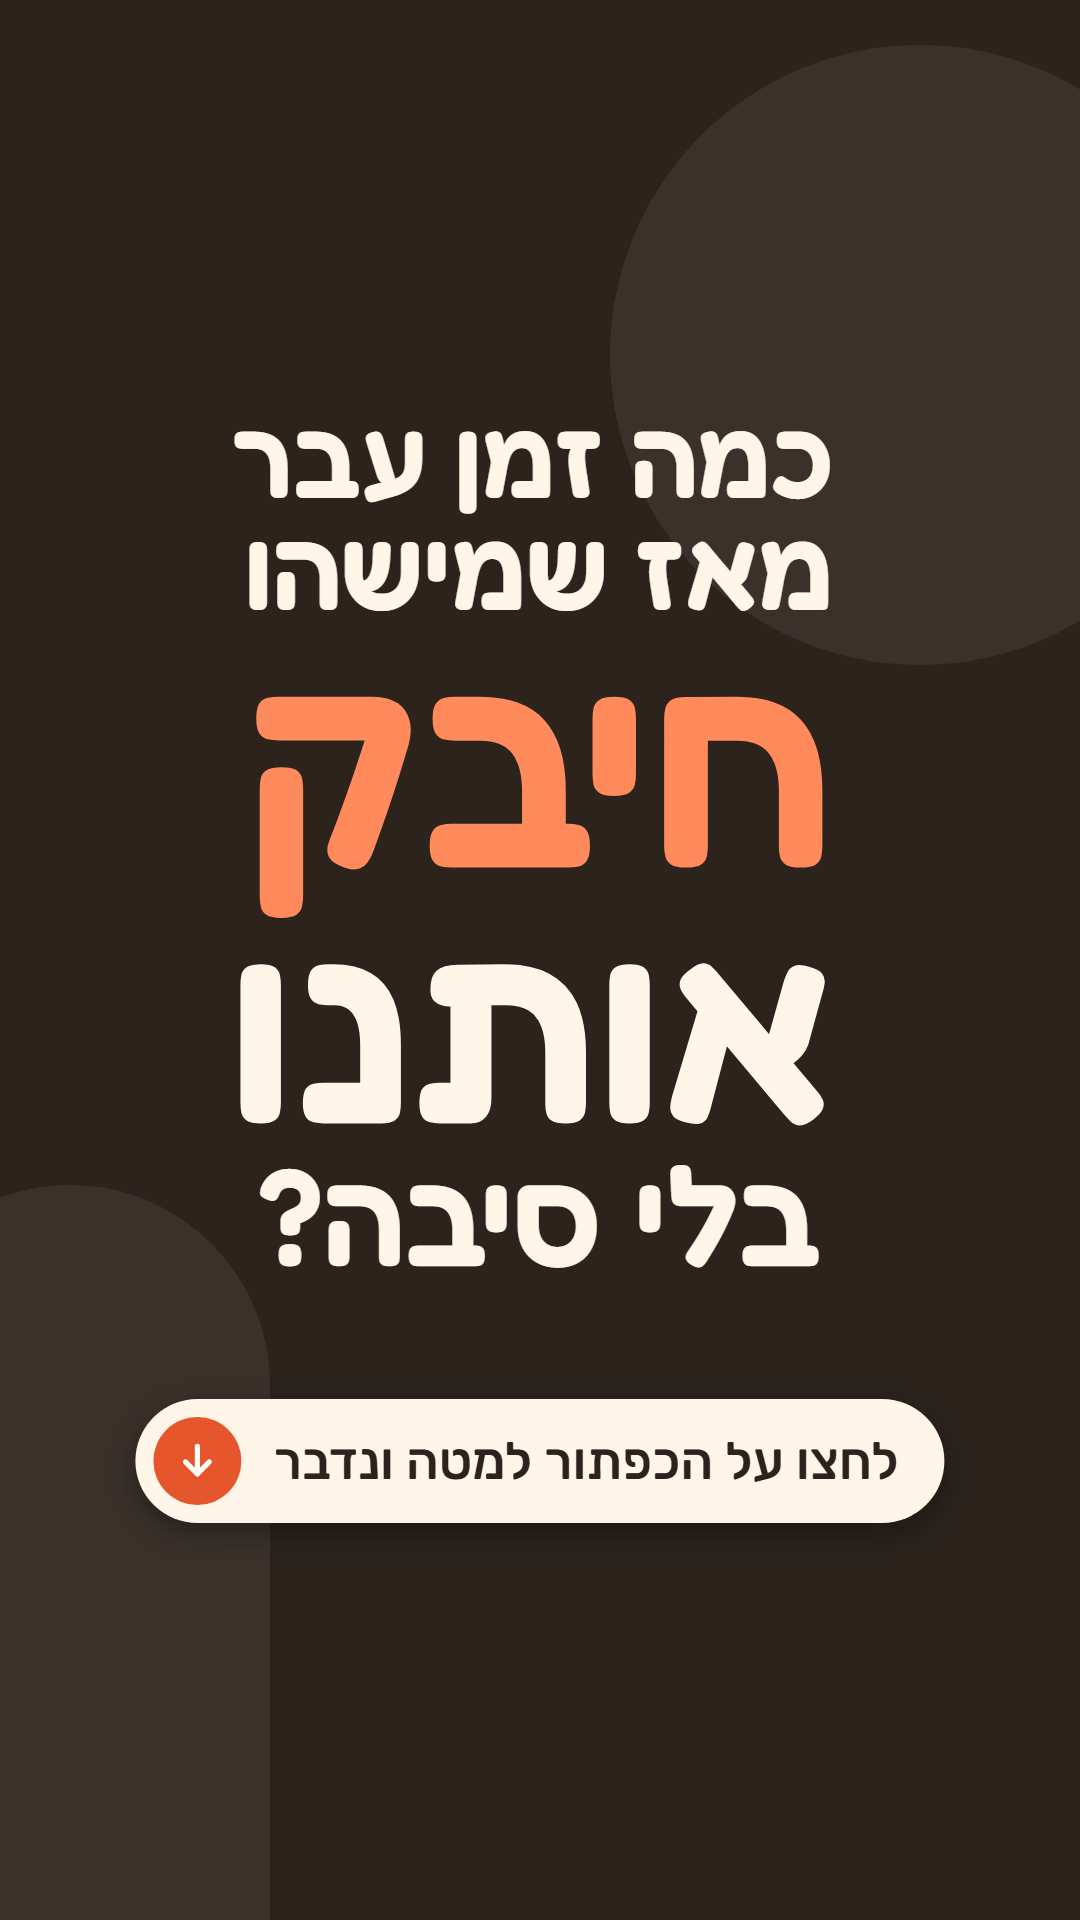 כמה זמן עבר
מאז שמישהו
חיבק
אותנו
בלי סיבה?
לחצו על הכפתור למטה ונדבר